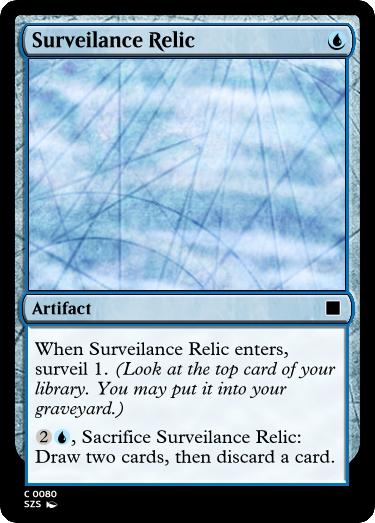 Surveilance Relic
Artifact
When Surveilance Relic enters,
surveil 1. (Look at the top card of your
library. You may put it into your
graveyard.)
2, Sacrifice Surveilance Relic:
Draw two cards, then discard a card.
C 0080
SZS